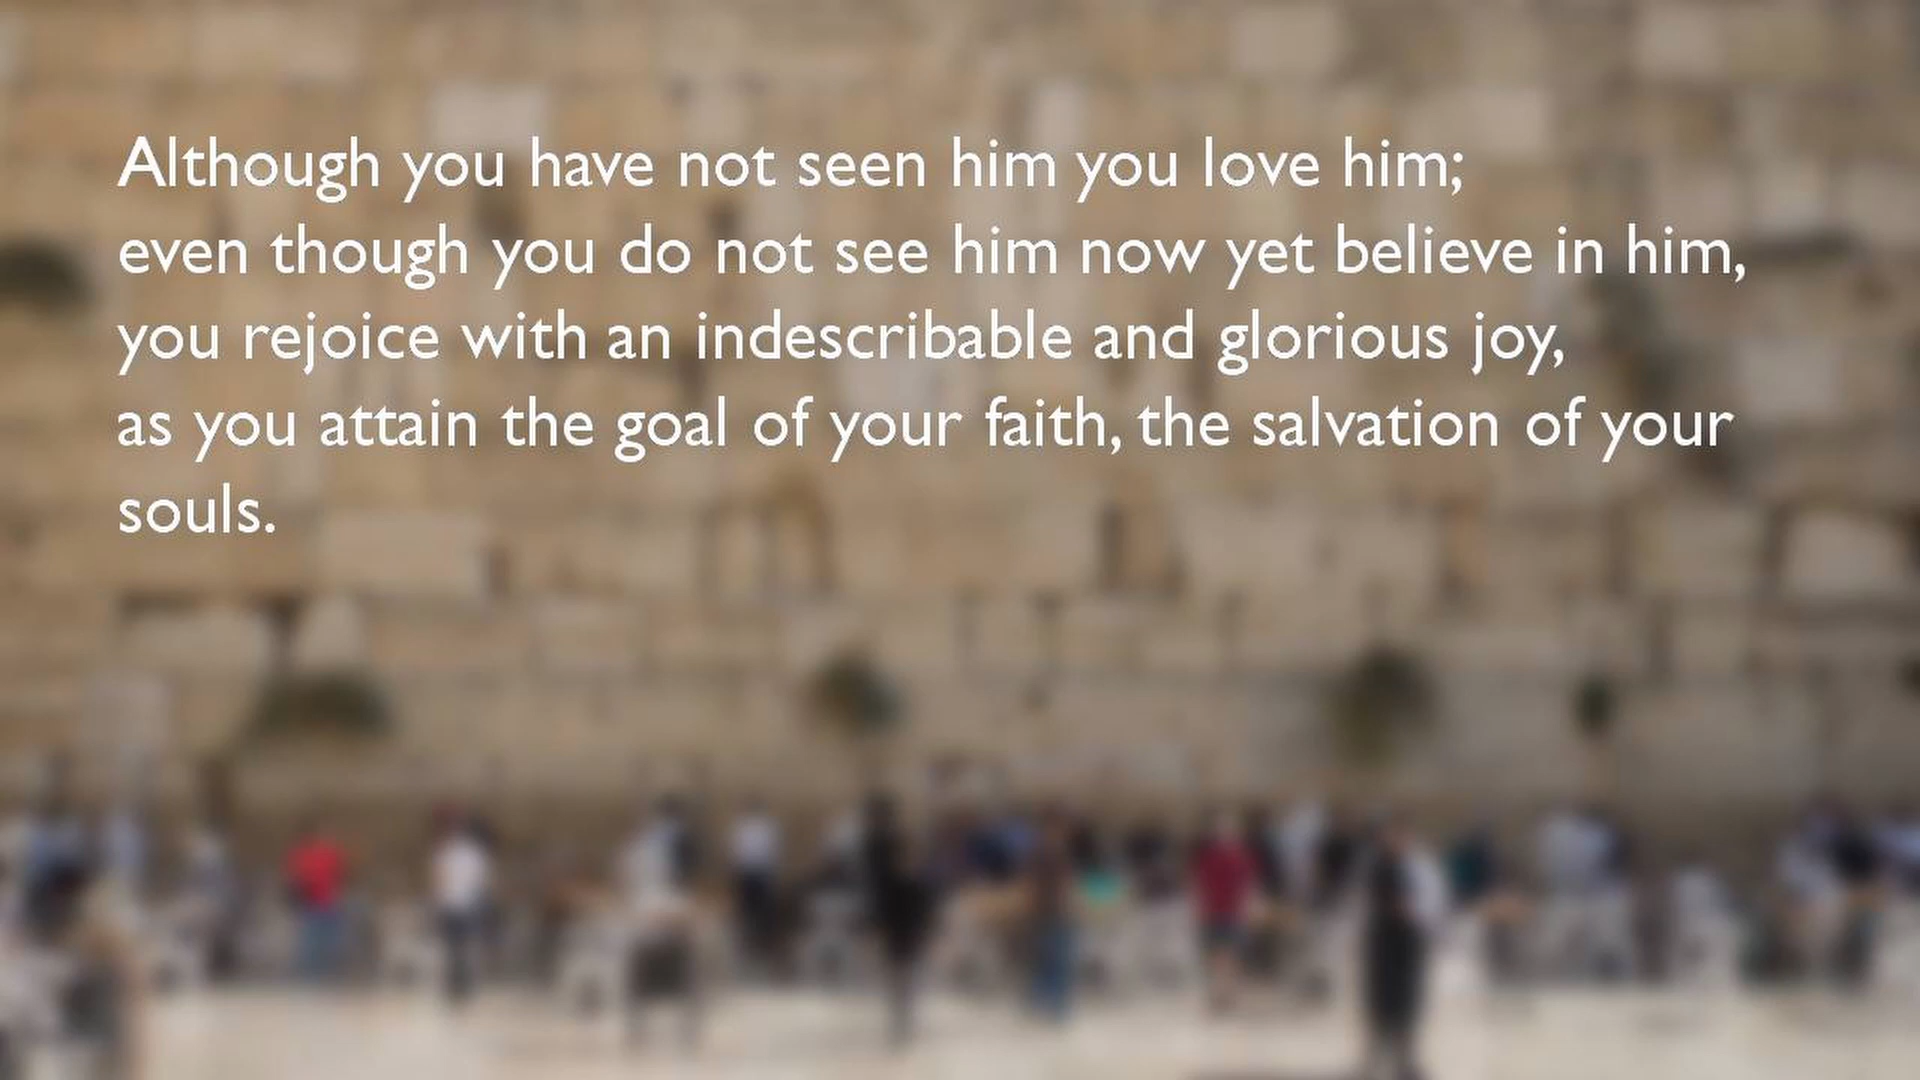 Although you have not seen him you love him;
even though you do not see him now yet believe in him,
you rejoice with an indescribable and glorious joy,
as you attain the goal of your faith, the salvation of your
souls.